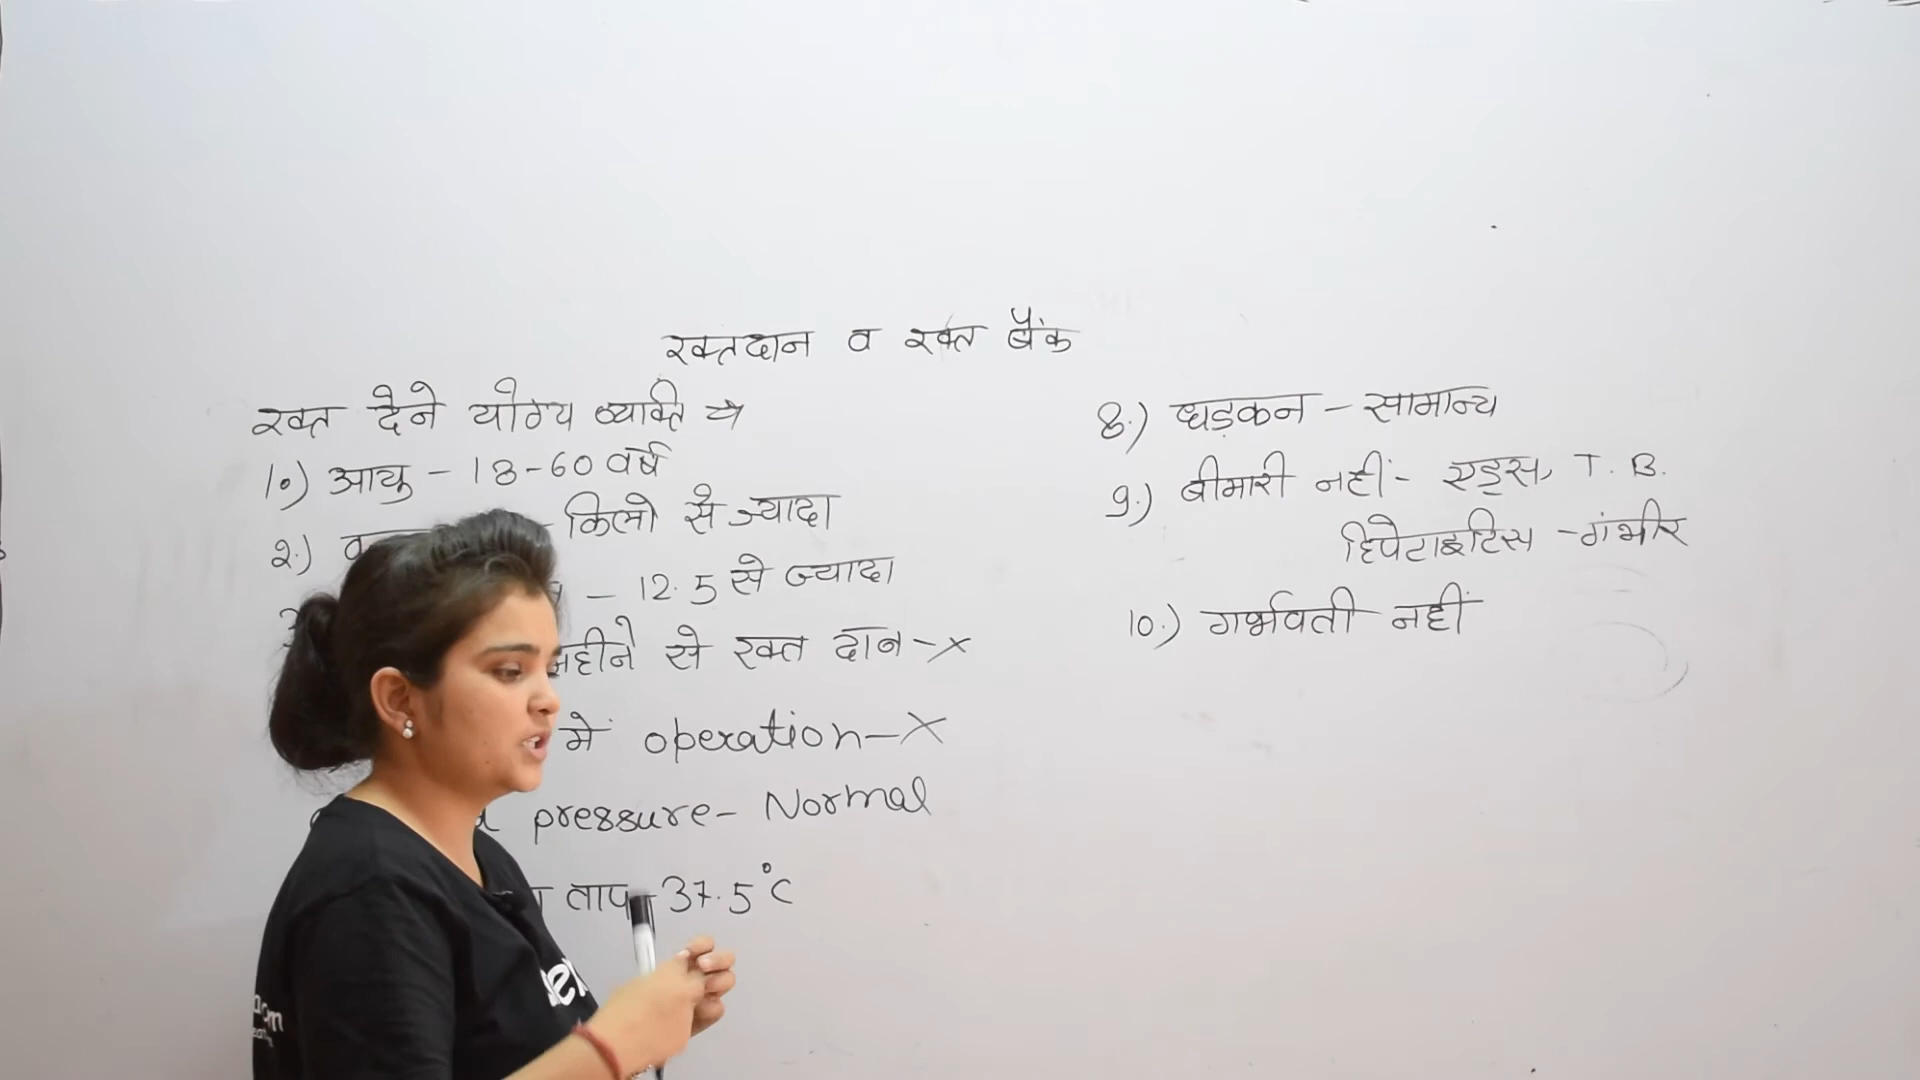 रक्तदान व रक्त बैंक
रक्त देने योग्य व्यक्ति →
1.) आयु - 18-60 वर्ष
2.) - किलो से ज्यादा
- 12.5 से ज्यादा
महीने से रक्त दान - x
में operation - X
pressure - Normal
ताप - 37.5°C
8.) धड़कन - सामान्य
9.) बीमारी नहीं - एड्स, T. B.
हिपेटाइटिस - गंभीर
10.) गर्भवती नहीं